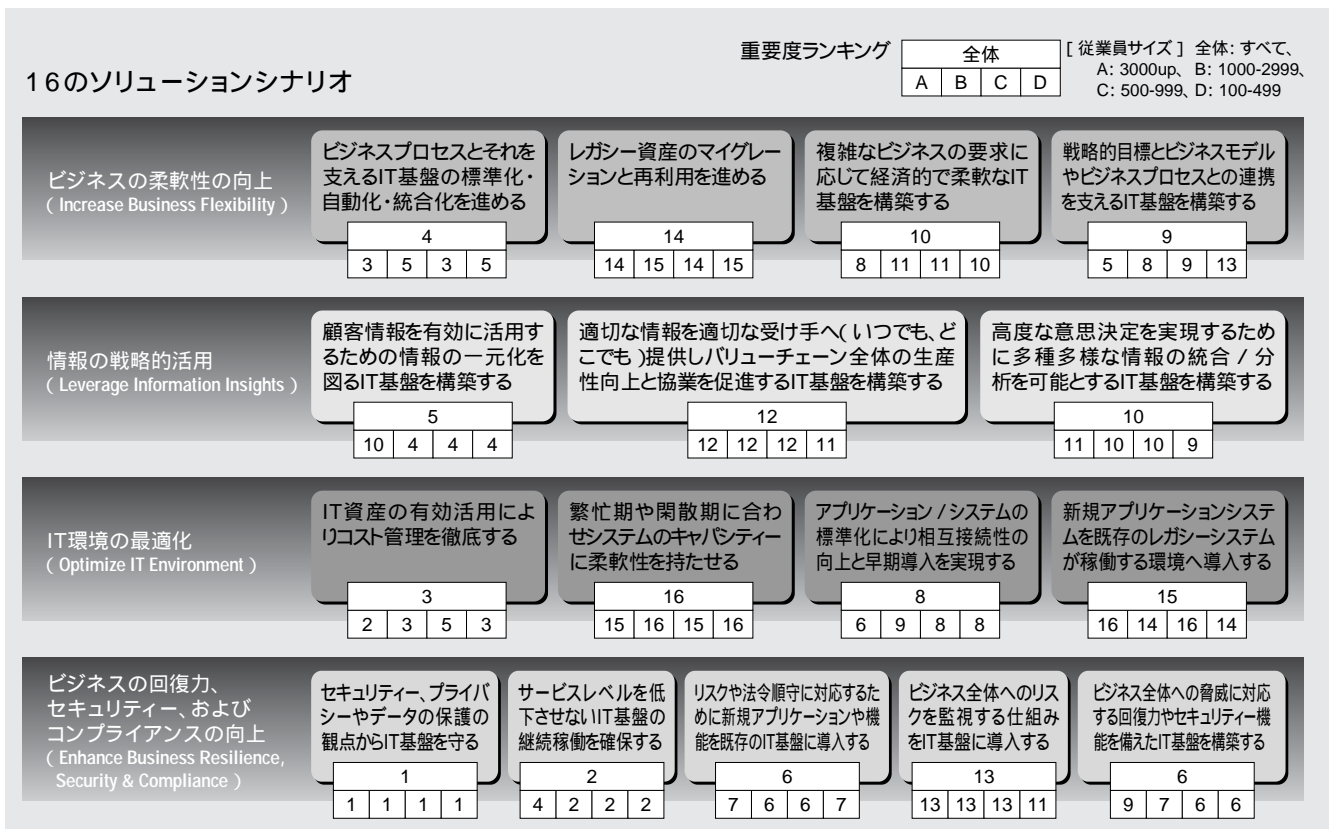 16のソリューションシナリオ
重要度ランキング
全体
A B C D
[ 従業員サイズ ] 全体: すべて、
A: 3000up、 B: 1000-2999、
C: 500-999、 D: 100-499
ビジネスの柔軟性の向上
( Increase Business Flexibility )
ビジネスプロセスとそれを
支えるIT基盤の標準化・
自動化・統合化を進める
4
3 5 3 5
レガシー資産のマイグレー
ションと再利用を進める
14
14 15 14 15
複雑なビジネスの要求に
応じて経済的で柔軟なIT
基盤を構築する
10
8 11 11 10
戦略的目標とビジネスモデル
やビジネスプロセスとの連携
を支えるIT基盤を構築する
9
5 8 9 13
情報の戦略的活用
( Leverage Information Insights )
顧客情報を有効に活用す
るための情報の一元化を
図るIT基盤を構築する
5
10 4 4 4
適切な情報を適切な受け手へ( いつでも、ど
こでも )提供しバリューチェーン全体の生産
性向上と協業を促進するIT基盤を構築する
12
12 12 12 11
高度な意思決定を実現するため
に多種多様な情報の統合 / 分
析を可能とするIT基盤を構築する
10
11 10 10 9
IT環境の最適化
( Optimize IT Environment )
IT資産の有効活用によ
りコスト管理を徹底する
3
2 3 5 3
繁忙期や閑散期に合わ
せシステムのキャパシティー
に柔軟性を持たせる
16
15 16 15 16
アプリケーション / システムの
標準化により相互接続性の
向上と早期導入を実現する
8
6 9 8 8
新規アプリケーションシステ
ムを既存のレガシーシステム
が稼働する環境へ導入する
15
16 14 16 14
ビジネスの回復力、
セキュリティー、および
コンプライアンスの向上
( Enhance Business Resilience,
Security & Compliance )
セキュリティー、プライバ
シーやデータの保護の
観点からIT基盤を守る
1
1 1 1 1
サービスレベルを低
下させないIT基盤の
継続稼働を確保する
2
4 2 2 2
リスクや法令順守に対応するた
めに新規アプリケーションや機
能を既存のIT基盤に導入する
6
7 6 6 7
ビジネス全体へのリス
クを監視する仕組み
をIT基盤に導入する
13
13 13 13 11
ビジネス全体への脅威に対応
する回復力やセキュリティー機
能を備えたIT基盤を構築する
6
9 7 6 6